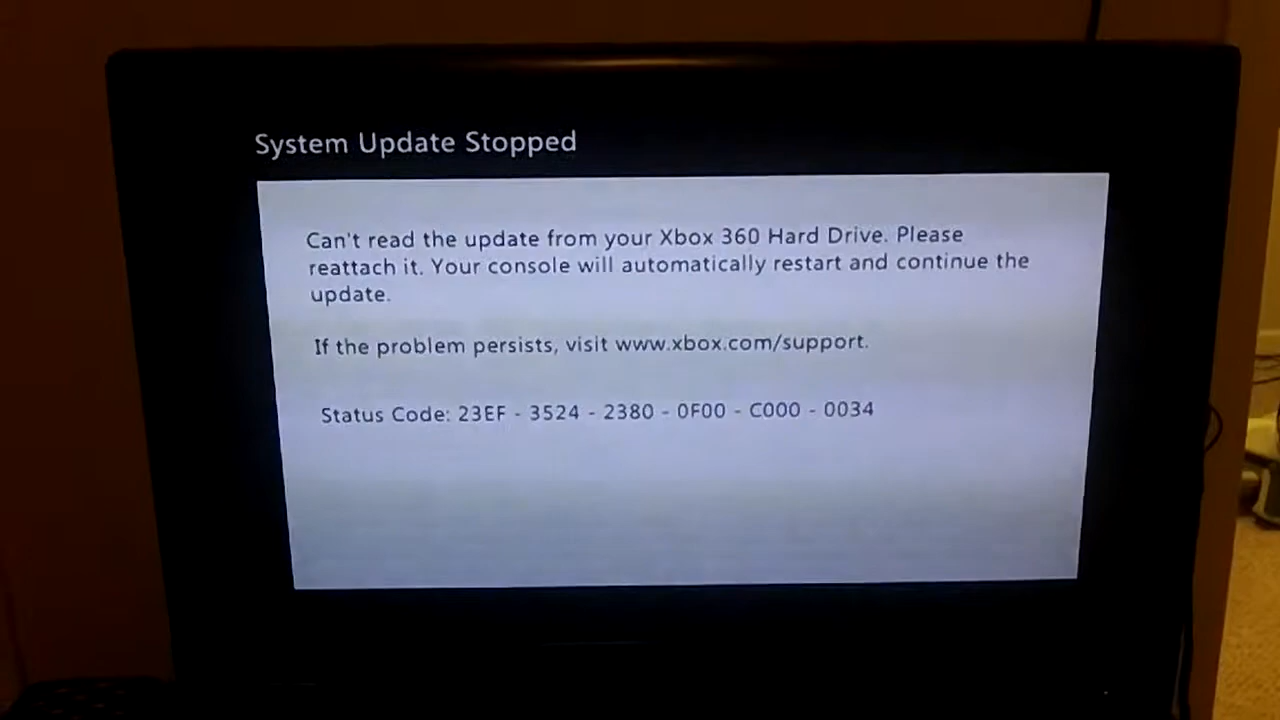 System Update Stopped
Can't read the update from your Xbox 360 Hard Drive. Please
reattach it. Your console will automatically restart and continue the
update.
If the problem persists, visit www.xbox.com/support.
Status Code: 23EF - 3524 - 2380 - 0F00 - C000 - 0034